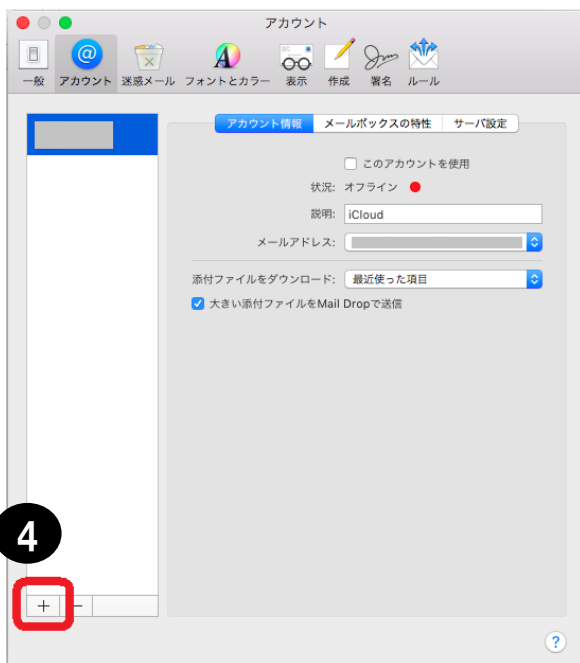 アカウント
一般 アカウント 迷惑メール フォントとカラー 表示 作成 署名 ルール
アカウント情報 メールボックスの特性 サーバ設定
このアカウントを使用
状況: オフライン
説明: iCloud
メールアドレス:
添付ファイルをダウンロード: 最近使った項目
大きい添付ファイルをMail Dropで送信
4
+ −
?